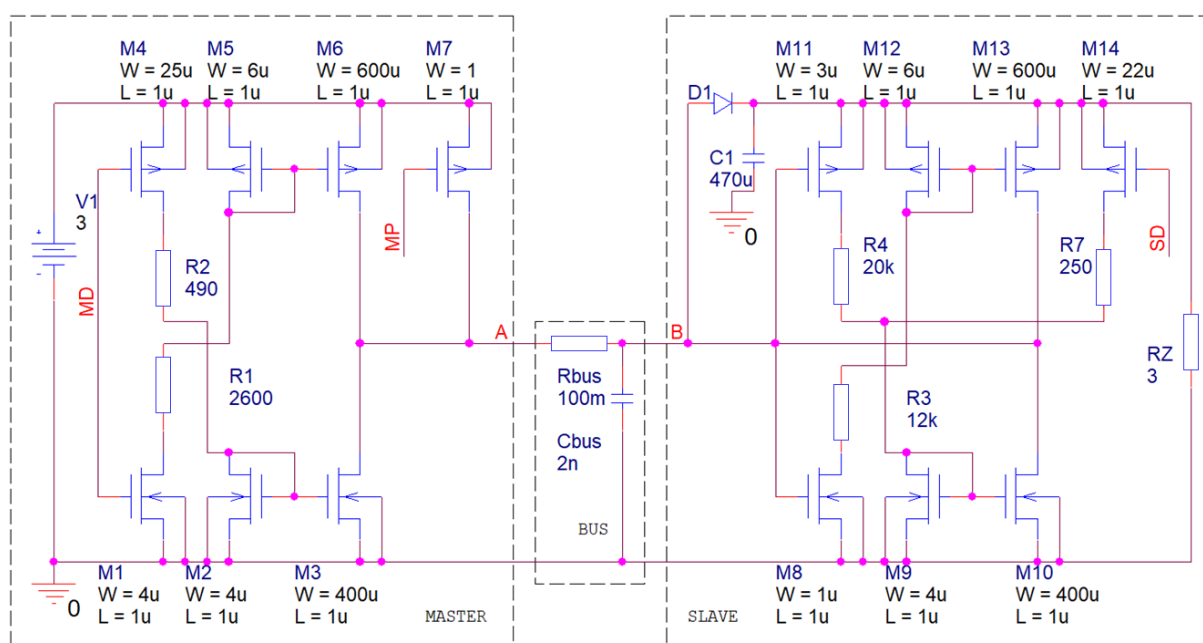 M4
W = 25u
L = 1u
M5
W = 6u
L = 1u
M6
W = 600u
L = 1u
M7
W = 1
L = 1u
M11
W = 3u
L = 1u
M12
W = 6u
L = 1u
M13
W = 600u
L = 1u
M14
W = 22u
L = 1u
D1
C1
470u
0
V1
3
MD
MP
SD
R2
490
R4
20k
R7
250
A
B
R1
2600
Rbus
100m
Cbus
2n
BUS
R3
12k
RZ
3
0
M1
W = 4u
L = 1u
M2
W = 4u
L = 1u
M3
W = 400u
L = 1u
MASTER
SLAVE
M8
W = 1u
L = 1u
M9
W = 4u
L = 1u
M10
W = 400u
L = 1u